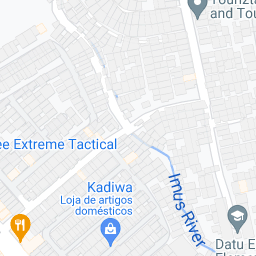 and Tou
ee Extreme Tactical
Imus River
Kadiwa
Loja de artigos
domésticos
Datu E